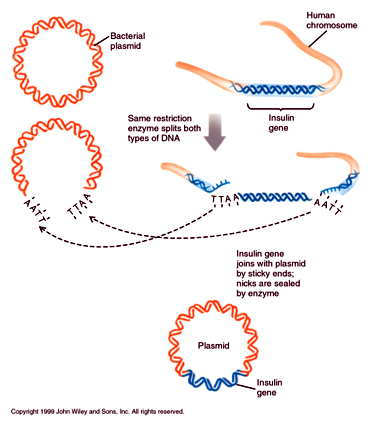 Bacterial
plasmid
Human
chromosome
Insulin
gene
Same restriction
enzyme splits both
types of DNA
AATT
TTAA
TTAA
AATT
Insulin gene
joins with plasmid
by sticky ends;
nicks are sealed
by enzyme
Plasmid
Insulin
gene
Copyright 1999 John Wiley and Sons, Inc. All rights reserved.